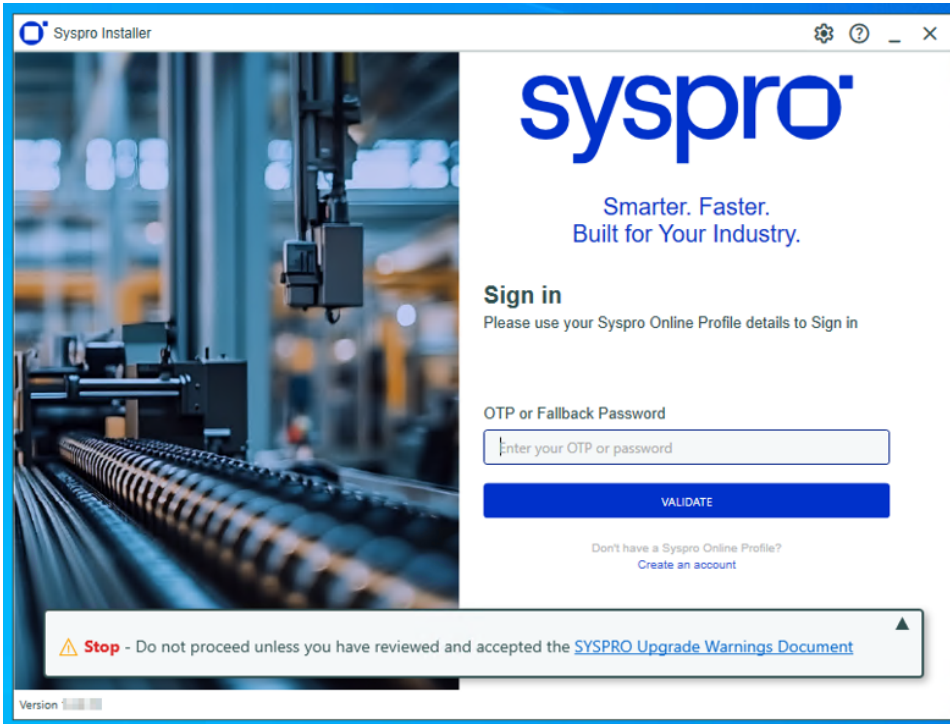 Syspro Installer
syspro
Smarter. Faster.
Built for Your Industry.
Sign in
Please use your Syspro Online Profile details to Sign in
OTP or Fallback Password
Enter your OTP or password
VALIDATE
Don't have a Syspro Online Profile?
Create an account
Stop - Do not proceed unless you have reviewed and accepted the SYSPRO Upgrade Warnings Document
Version